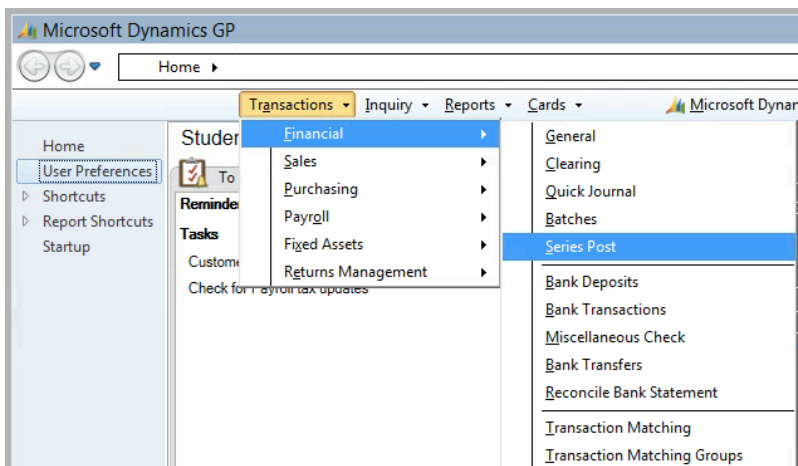 Microsoft Dynamics GP
Home
Transactions Inquiry Reports Cards Microsoft Dynar
Home
User Preferences
Shortcuts
Report Shortcuts
Startup
Studer
To
Reminde
Tasks
Custome
Check for Payroll tax updates
Financial
Sales
Purchasing
Payroll
Fixed Assets
Returns Management
General
Clearing
Quick Journal
Batches
Series Post
Bank Deposits
Bank Transactions
Miscellaneous Check
Bank Transfers
Reconcile Bank Statement
Transaction Matching
Transaction Matching Groups